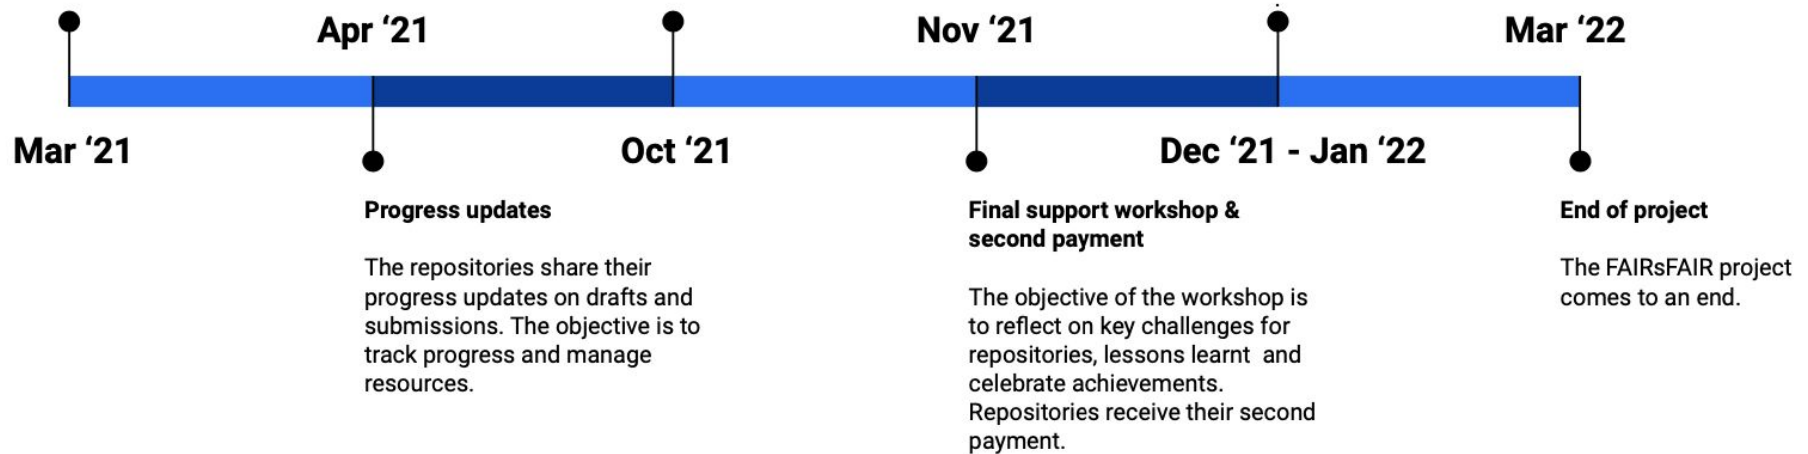 Apr ‘21
Nov ‘21
Mar ‘22
Mar ‘21
Oct ‘21
Dec ‘21 - Jan ‘22
Progress updates
The repositories share their
progress updates on drafts and
submissions. The objective is to
track progress and manage
resources.
Final support workshop &
second payment
The objective of the workshop is
to reflect on key challenges for
repositories, lessons learnt  and
celebrate achievements.
Repositories receive their second
payment.
End of project
The FAIRsFAIR project
comes to an end.